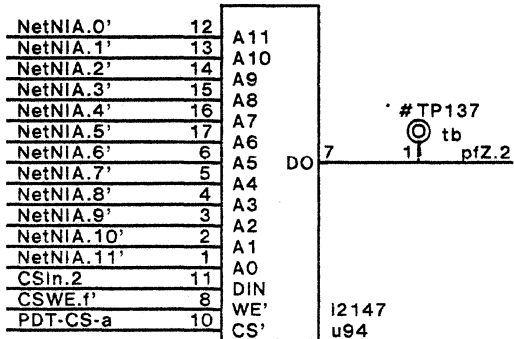 NetNIA.0' 12 A11
NetNIA.1' 13 A10
NetNIA.2' 14 A9
NetNIA.3' 15 A8
NetNIA.4' 16 A7
NetNIA.5' 17 A6
NetNIA.6' 6 A5 DO 7 1 pfZ.2
NetNIA.7' 5 A4
NetNIA.8' 4 A3
NetNIA.9' 3 A2
NetNIA.10' 2 A1
NetNIA.11' 1 A0
CSIn.2 11 DIN
CSWE.f' 8 WE'
PDT-CS-a 10 CS'
#TP137
tb
I2147
u94